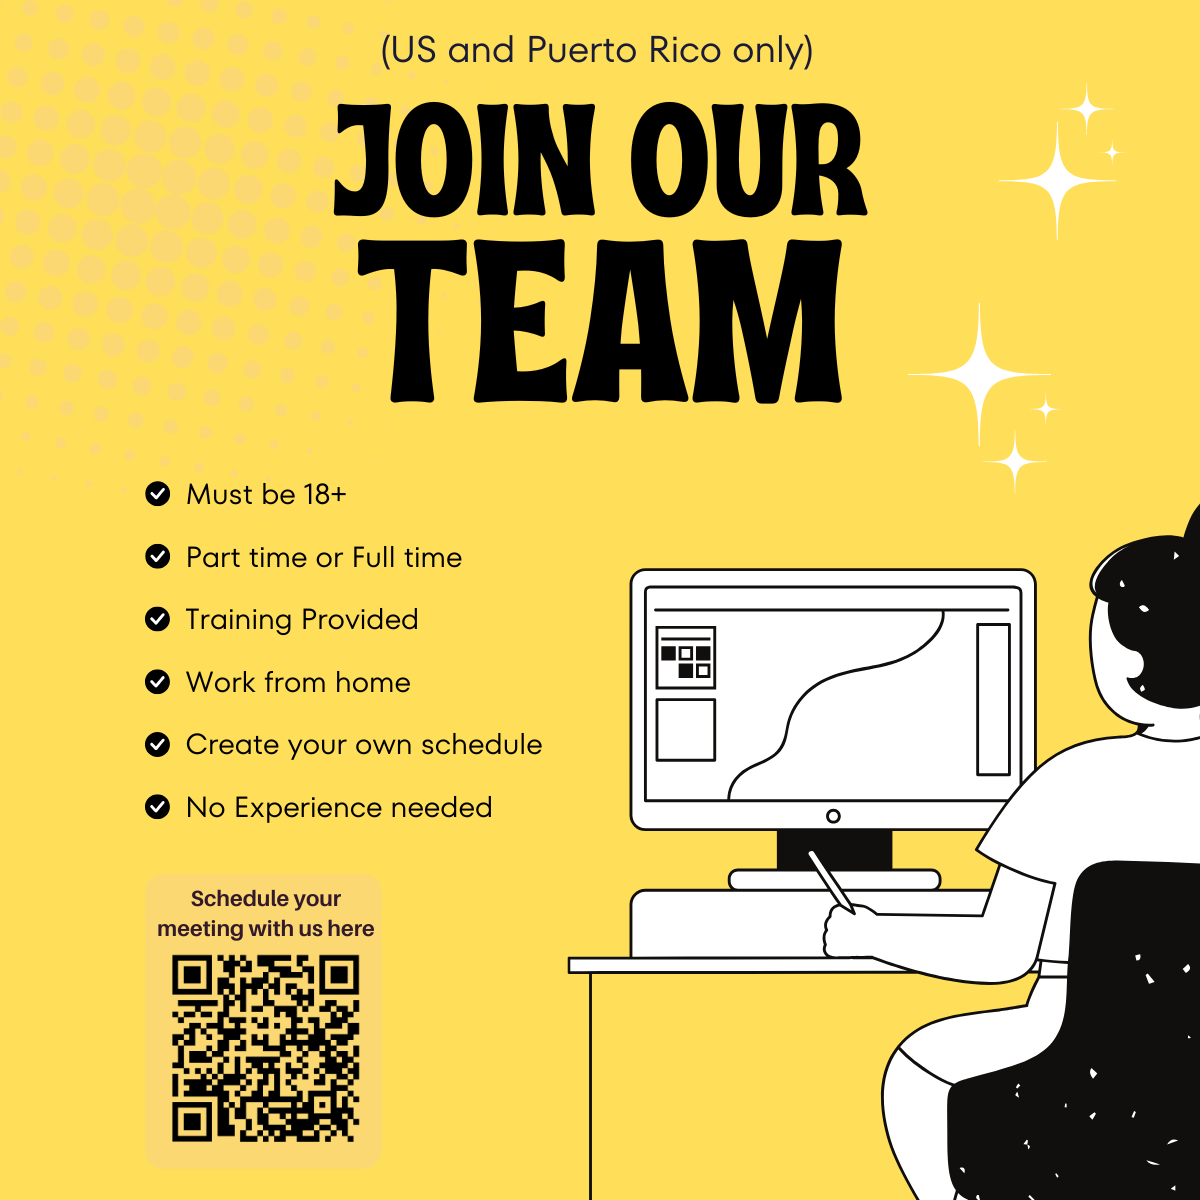 (US and Puerto Rico only)
JOIN OUR
TEAM
Must be 18+
Part time or Full time
Training Provided
Work from home
Create your own schedule
No Experience needed
Schedule your
meeting with us here